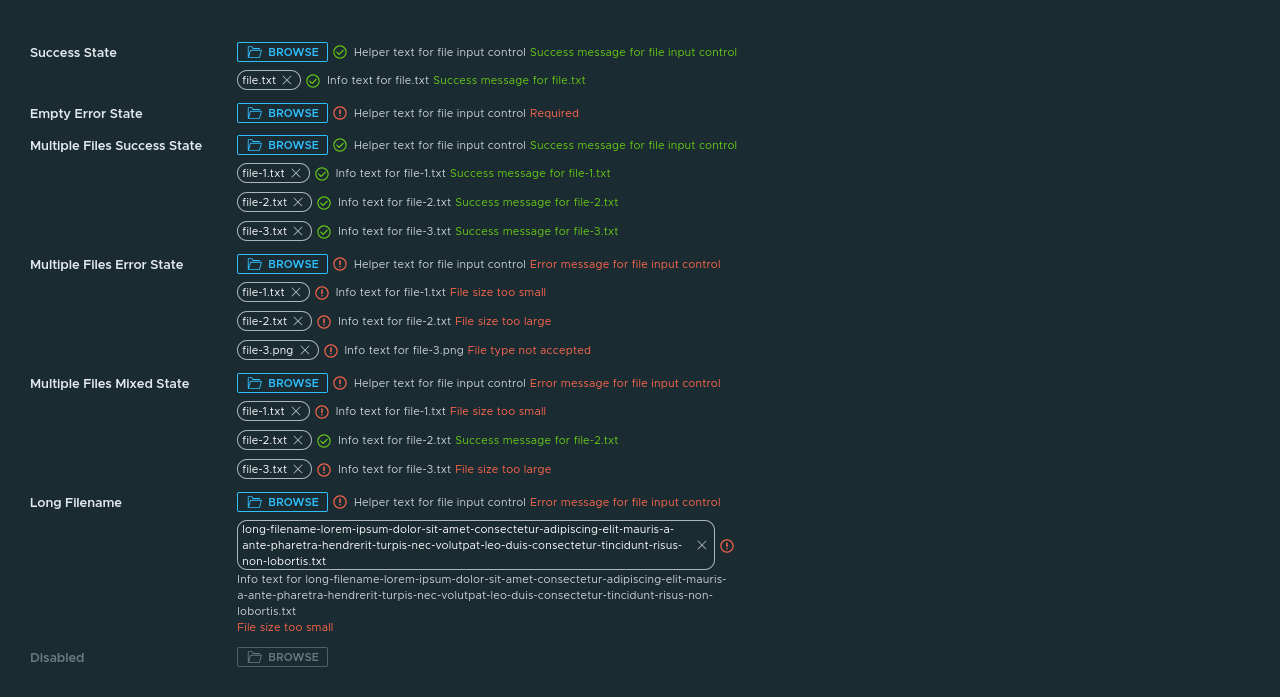 Success State BROWSE Helper text for file input control Success message for file input control
file.txt Info text for file.txt Success message for file.txt
Empty Error State BROWSE Helper text for file input control Required
Multiple Files Success State BROWSE Helper text for file input control Success message for file input control
file-1.txt Info text for file-1.txt Success message for file-1.txt
file-2.txt Info text for file-2.txt Success message for file-2.txt
file-3.txt Info text for file-3.txt Success message for file-3.txt
Multiple Files Error State BROWSE Helper text for file input control Error message for file input control
file-1.txt Info text for file-1.txt File size too small
file-2.txt Info text for file-2.txt File size too large
file-3.png Info text for file-3.png File type not accepted
Multiple Files Mixed State BROWSE Helper text for file input control Error message for file input control
file-1.txt Info text for file-1.txt File size too small
file-2.txt Info text for file-2.txt Success message for file-2.txt
file-3.txt Info text for file-3.txt File size too large
Long Filename BROWSE Helper text for file input control Error message for file input control
long-filename-lorem-ipsum-dolor-sit-amet-consectetur-adipiscing-elit-mauris-a-
ante-pharetra-hendrerit-turpis-nec-volutpat-leo-duis-consectetur-tincidunt-risus-
non-lobortis.txt
Info text for long-filename-lorem-ipsum-dolor-sit-amet-consectetur-adipiscing-elit-mauris-
a-ante-pharetra-hendrerit-turpis-nec-volutpat-leo-duis-consectetur-tincidunt-risus-non-
lobortis.txt
File size too small
Disabled BROWSE